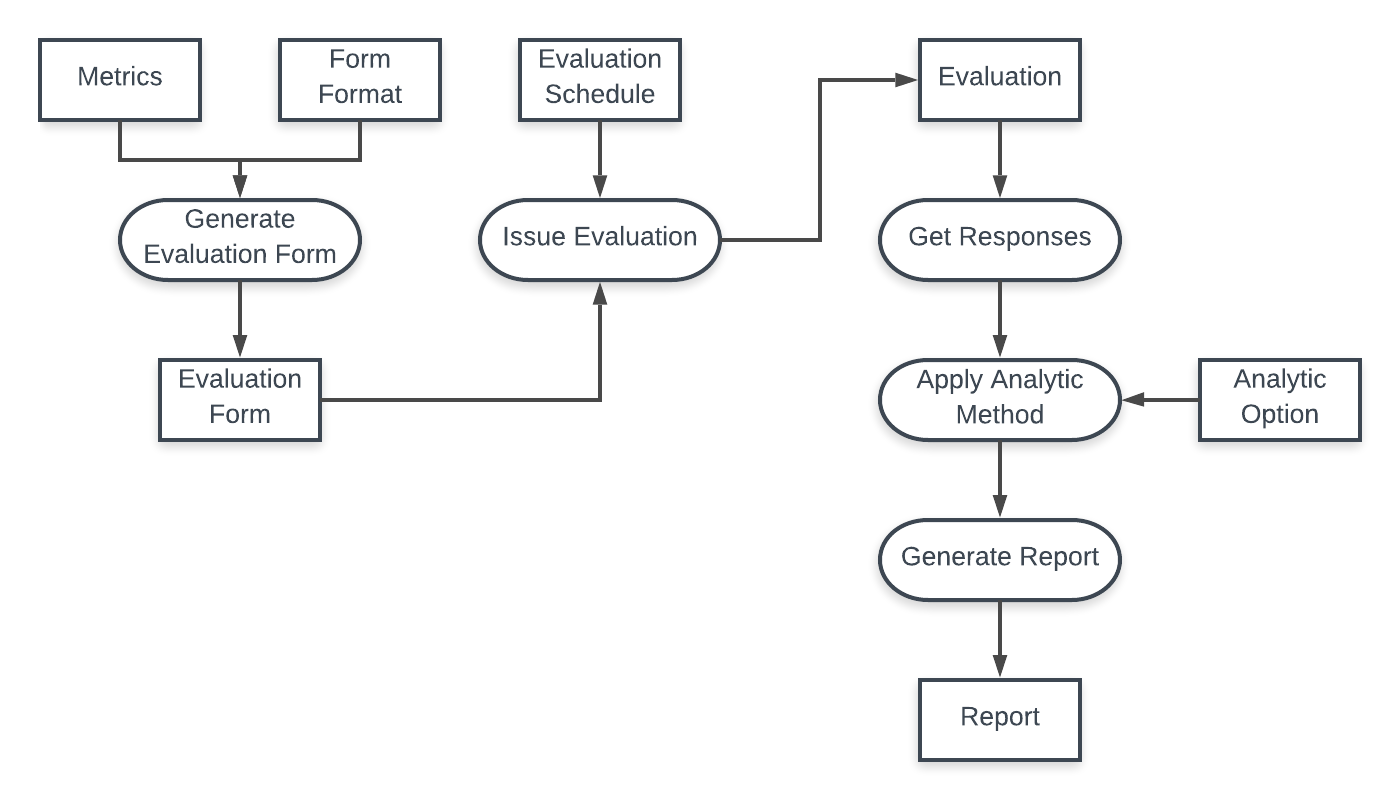 Metrics
Form
Format
Evaluation
Schedule
Evaluation
Generate
Evaluation Form
Issue Evaluation
Get Responses
Evaluation
Form
Apply Analytic
Method
Analytic
Option
Generate Report
Report